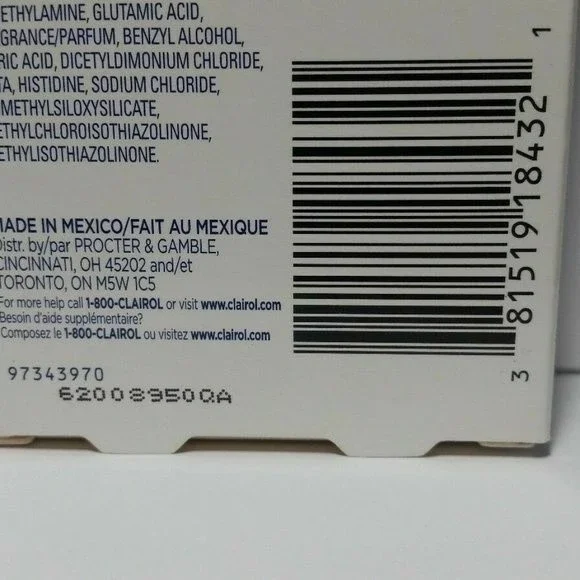 ETHYLAMINE, GLUTAMIC ACID,
GRANCE/PARFUM, BENZYL ALCOHOL,
RIC ACID, DICETYLDIMONIUM CHLORIDE,
TA, HISTIDINE, SODIUM CHLORIDE,
METHYLSILOXYSILICATE,
ETHYLCHLOROISOTHIAZOLINONE,
ETHYLISOTHIAZOLINONE.
MADE IN MEXICO/FAIT AU MEXIQUE
Distr. by/par PROCTER & GAMBLE,
CINCINNATI, OH 45202 and/et
TORONTO, ON M5W 1C5
For more help call 1-800-CLAIROL or visit www.clairol.com
Besoin d'aide supplémentaire?
Composez le 1-800-CLAIROL ou visitez www.clairol.com
97343970
62008950QA
3 81519 18432 1